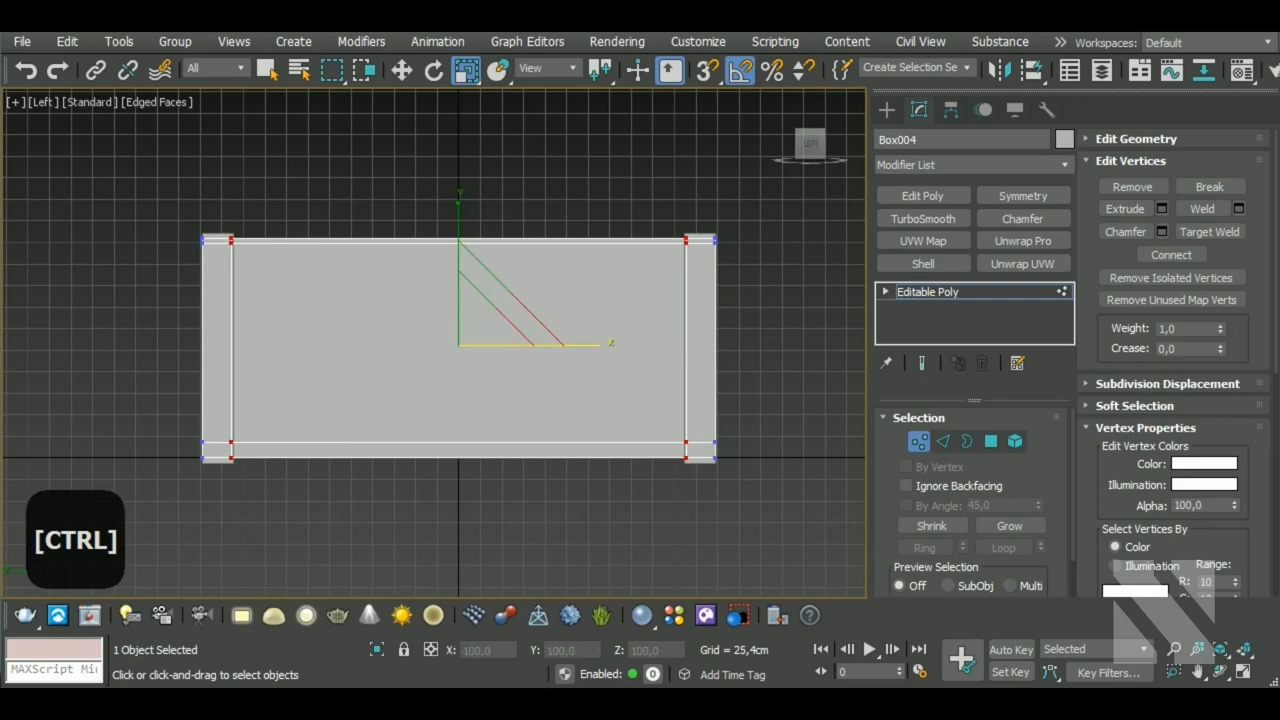 File Edit Tools Group Views Create Modifiers Animation Graph Editors Rendering Customize Scripting Content Civil View Substance Workspaces: Default
All View Create Selection Se
[+] [Left] [Standard] [Edged Faces]
Y
x
[CTRL]
Box004
Modifier List
Edit Poly Symmetry
TurboSmooth Chamfer
UVW Map Unwrap Pro
Shell Unwrap UVW
Editable Poly
Selection
By Vertex
Ignore Backfacing
By Angle: 45,0
Shrink Grow
Ring Loop
Preview Selection
Off SubObj Multi
Edit Geometry
Edit Vertices
Remove Break
Extrude Weld
Chamfer Target Weld
Connect
Remove Isolated Vertices
Remove Unused Map Verts
Weight: 1,0
Crease: 0,0
Subdivision Displacement
Soft Selection
Vertex Properties
Edit Vertex Colors
Color:
Illumination:
Alpha: 100,0
Select Vertices By
Color
Illumination Range:
R: 10
MAXScript Mi
1 Object Selected
Click or click-and-drag to select objects
X: 100,0 Y: 100,0 Z: 100,0 Grid = 25,4cm
Enabled: 0 Add Time Tag
0
Auto Key Selected
Set Key Key Filters...